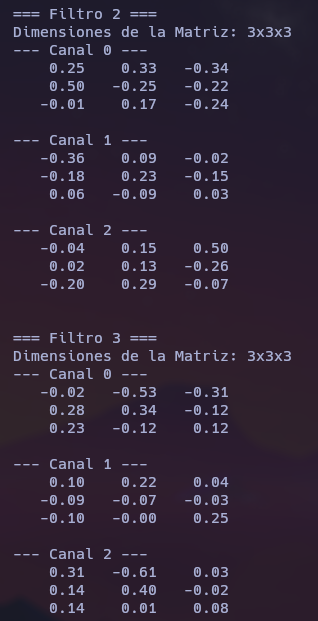 === Filtro 2 ===
Dimensiones de la Matriz: 3x3x3
--- Canal 0 ---
0.25 0.33 -0.34
0.50 -0.25 -0.22
-0.01 0.17 -0.24
--- Canal 1 ---
-0.36 0.09 -0.02
-0.18 0.23 -0.15
0.06 -0.09 0.03
--- Canal 2 ---
-0.04 0.15 0.50
0.02 0.13 -0.26
-0.20 0.29 -0.07
=== Filtro 3 ===
Dimensiones de la Matriz: 3x3x3
--- Canal 0 ---
-0.02 -0.53 -0.31
0.28 0.34 -0.12
0.23 -0.12 0.12
--- Canal 1 ---
0.10 0.22 0.04
-0.09 -0.07 -0.03
-0.10 -0.00 0.25
--- Canal 2 ---
0.31 -0.61 0.03
0.14 0.40 -0.02
0.14 0.01 0.08